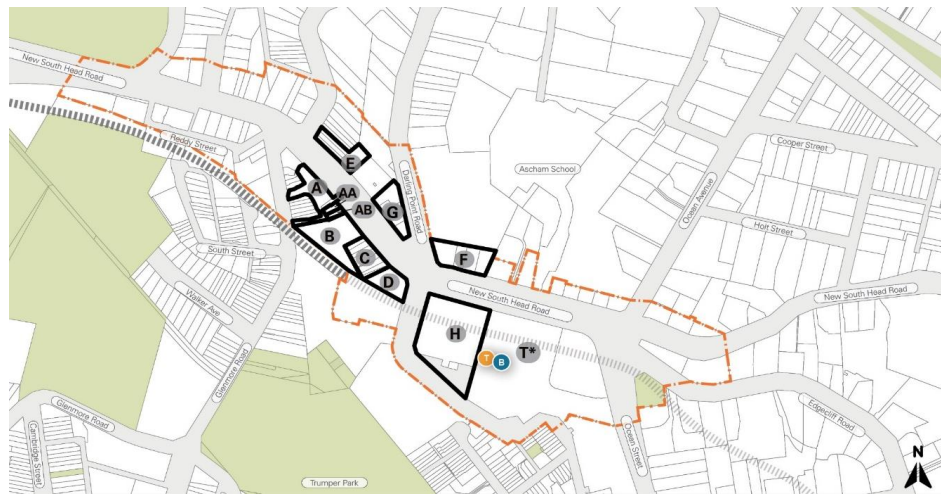 New South Head Road
Reddy Street
E
Cooper Street
Ascham School
Darling Point Road
Ocean Avenue
A
AA
AB
G
Holt Street
B
South Street
C
F
D
Walker Ave
New South Head Road
New South Head Road
H
T
B
T*
Glenmore Road
Glenmore Road
Cambridge Street
Ocean Street
Edgecliff Road
Trumper Park
N